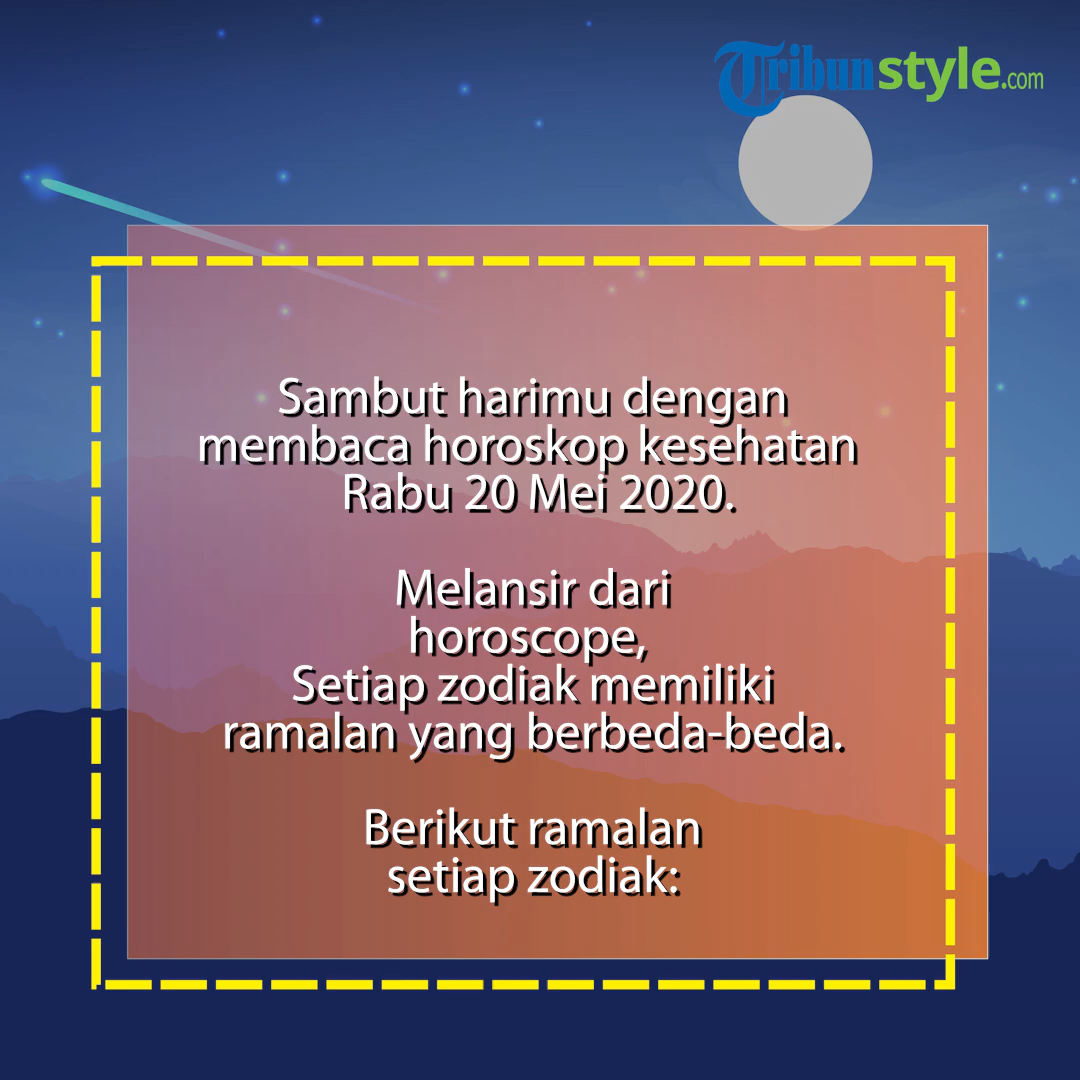 Tribunstyle.com
Sambut harimu dengan
membaca horoskop kesehatan
Rabu 20 Mei 2020.
Melansir dari
horoscope,
Setiap zodiak memiliki
ramalan yang berbeda-beda.
Berikut ramalan
setiap zodiak: